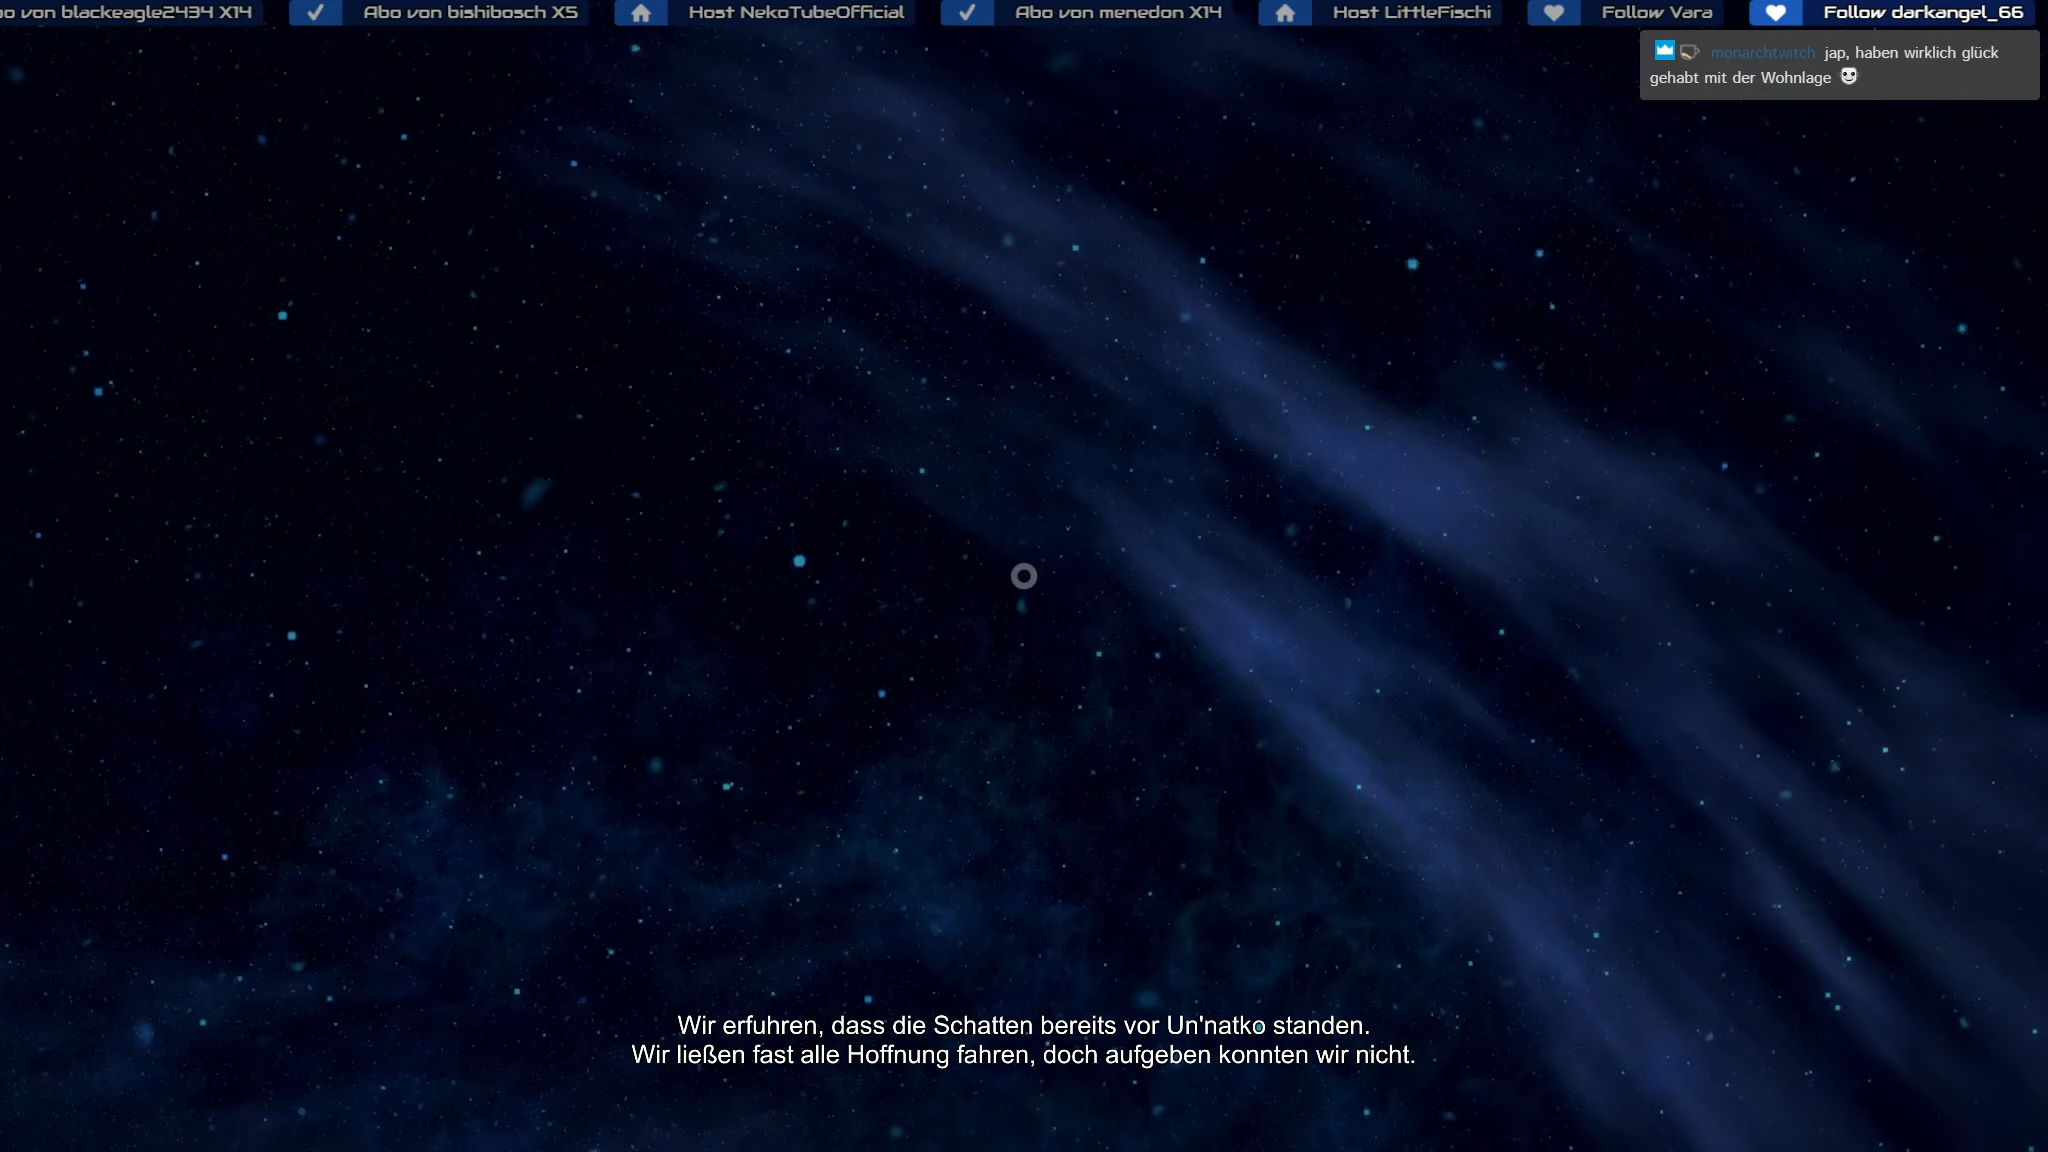 bo von blackeagle2434 X14 Abo von bishibosch X5 Host NekoTubeOfficial Abo von menedon X14 Host LittleFischi Follow Vara Follow darkangel_66
monarchtwitch jap, haben wirklich glück
gehabt mit der Wohnlage
Wir erfuhren, dass die Schatten bereits vor Un'natko standen.
Wir ließen fast alle Hoffnung fahren, doch aufgeben konnten wir nicht.